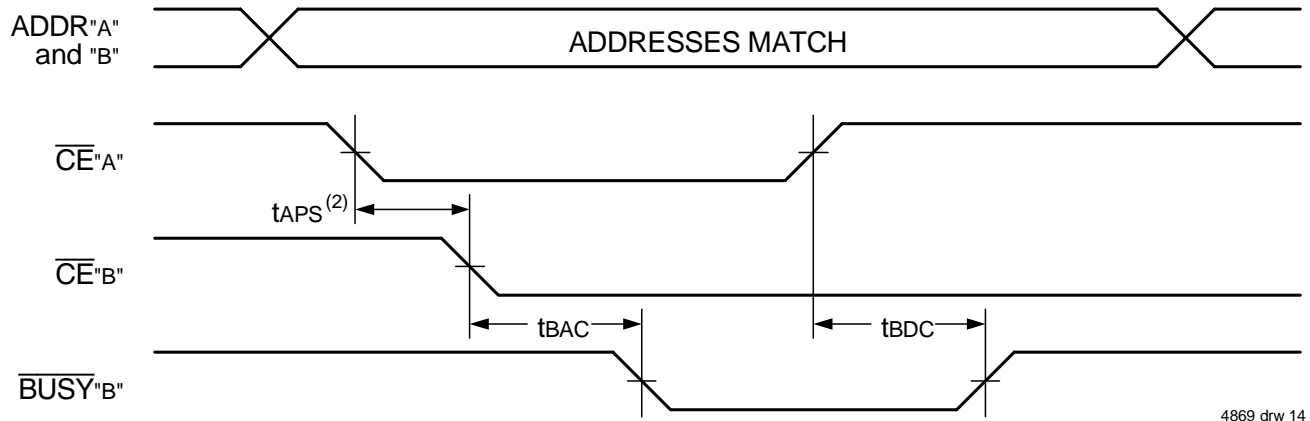 ADDR"A"
and "B"
ADDRESSES MATCH
CE"A"
tAPS(2)
CE"B"
tBAC
tBDC
BUSY"B"
4869 drw 14